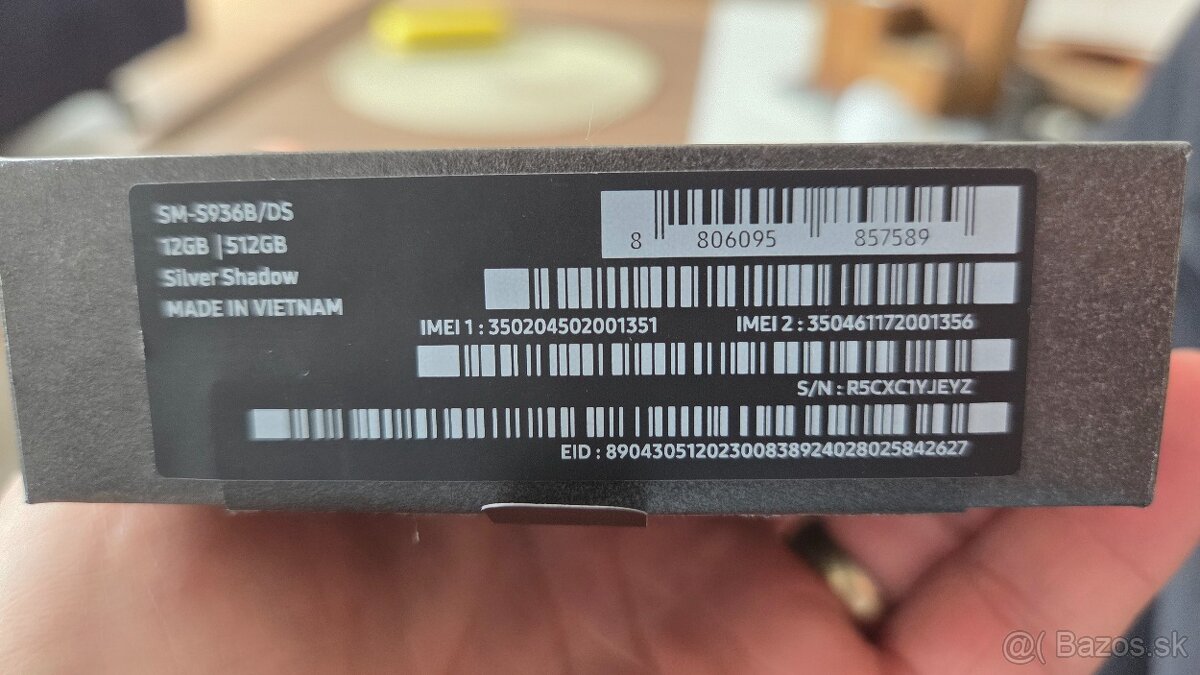 SM-S936B/DS
12GB | 512GB
Silver Shadow
MADE IN VIETNAM
8 806095 857589
IMEI 1 : 350204502001351 IMEI 2 : 350461172001356
S/N : R5CXC1YJEYZ
EID : 89043051202300838924028025842627
@( Bazos.sk